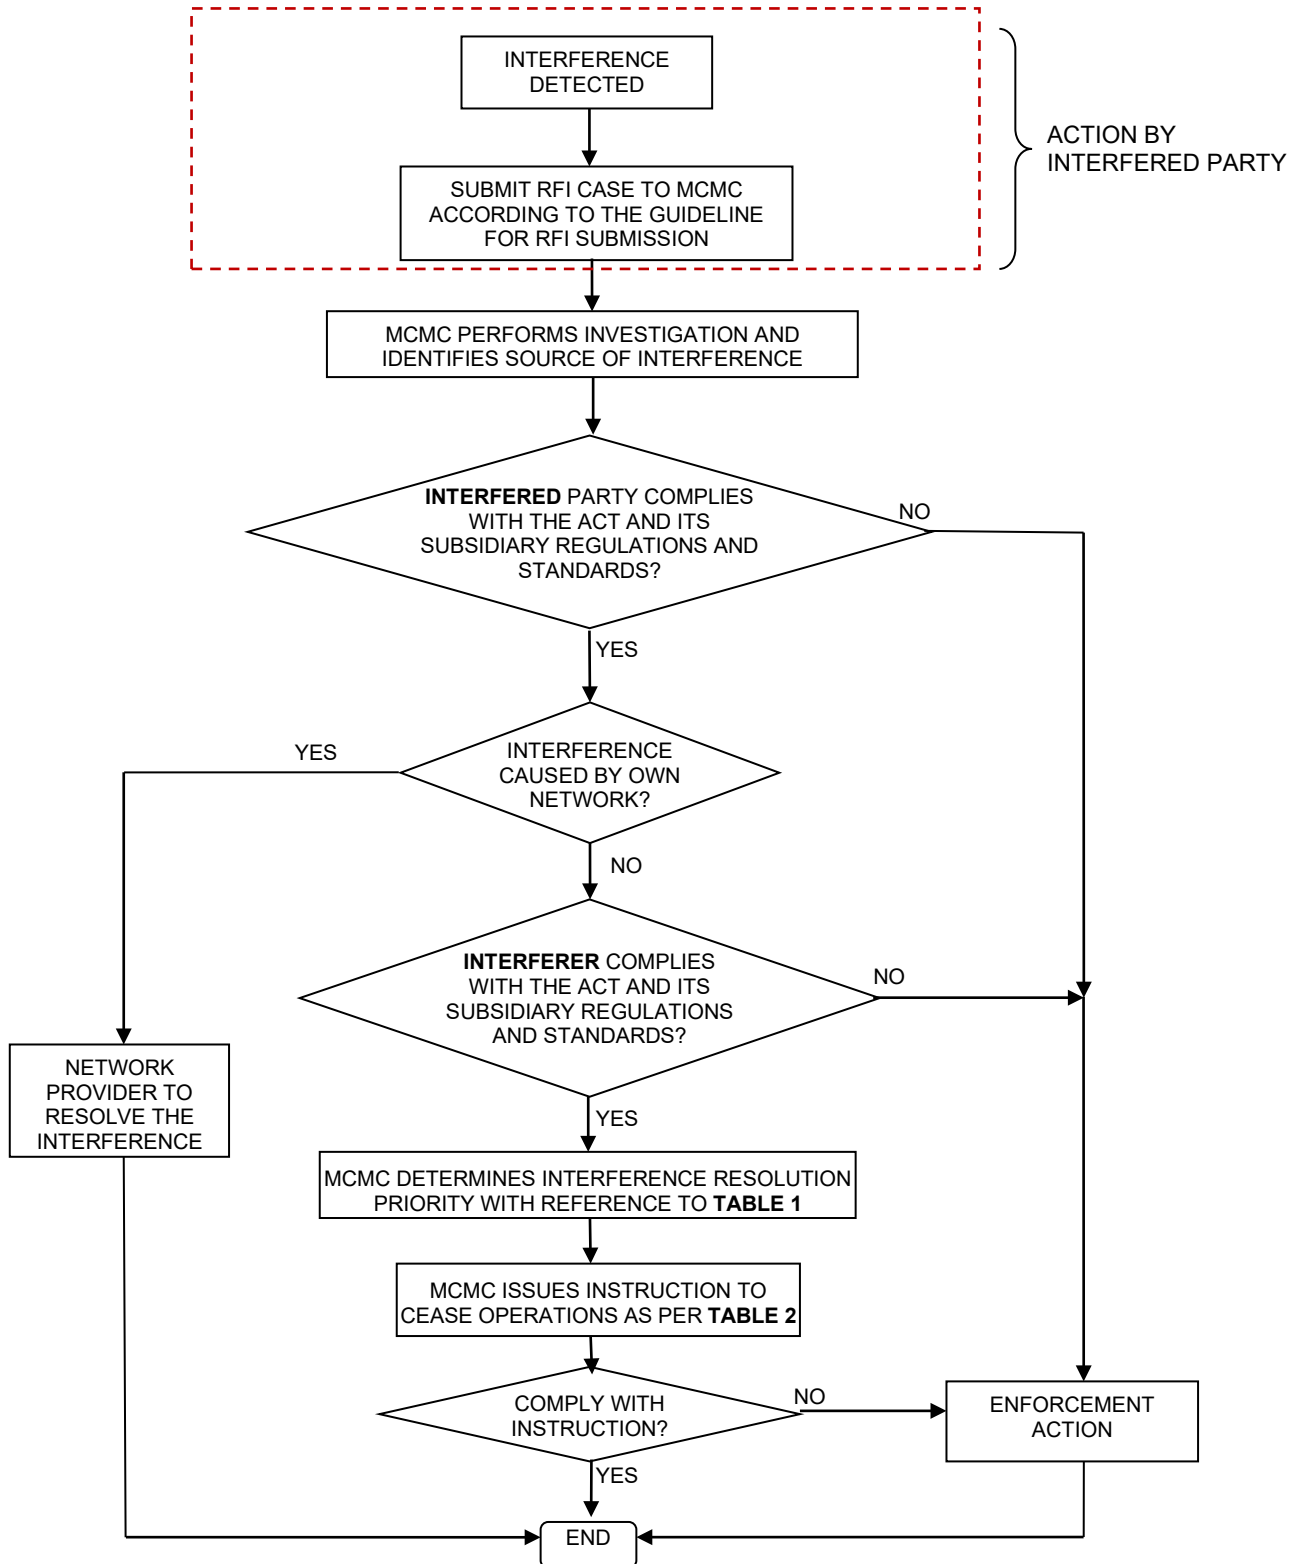 INTERFERENCE
DETECTED
ACTION BY
INTERFERED PARTY
SUBMIT RFI CASE TO MCMC
ACCORDING TO THE GUIDELINE
FOR RFI SUBMISSION
MCMC PERFORMS INVESTIGATION AND
IDENTIFIES SOURCE OF INTERFERENCE
INTERFERED PARTY COMPLIES
WITH THE ACT AND ITS
SUBSIDIARY REGULATIONS AND
STANDARDS?
NO
YES
INTERFERENCE
CAUSED BY OWN
NETWORK?
YES
NO
INTERFERER COMPLIES
WITH THE ACT AND ITS
SUBSIDIARY REGULATIONS
AND STANDARDS?
NO
NETWORK
PROVIDER TO
RESOLVE THE
INTERFERENCE
YES
MCMC DETERMINES INTERFERENCE RESOLUTION
PRIORITY WITH REFERENCE TO TABLE 1
MCMC ISSUES INSTRUCTION TO
CEASE OPERATIONS AS PER TABLE 2
COMPLY WITH
INSTRUCTION?
NO
ENFORCEMENT
ACTION
YES
END